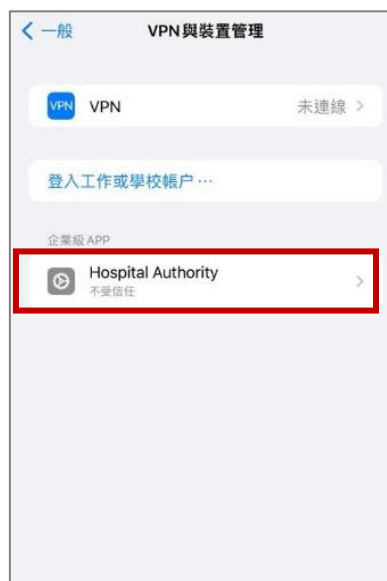 一般
VPN與裝置管理
VPN
VPN
未連線
登入工作或學校帳戶…
企業級 APP
Hospital Authority
不受信任